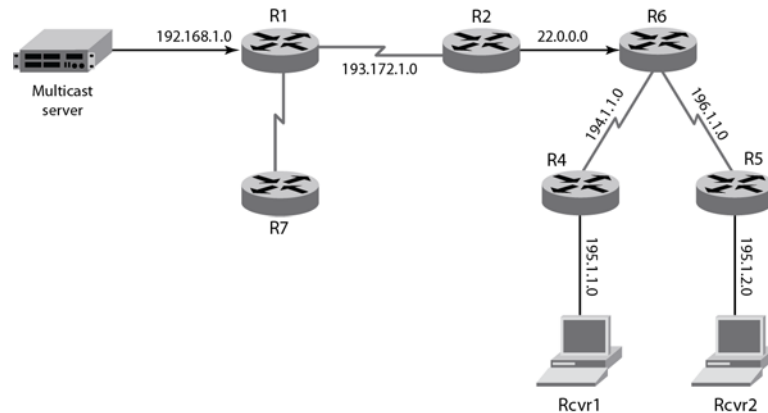 R1
R2
R6
192.168.1.0
22.0.0.0
193.172.1.0
Multicast
server
194.1.1.0
196.1.1.0
R4
R5
R7
195.1.1.0
195.1.2.0
Rcvr1
Rcvr2